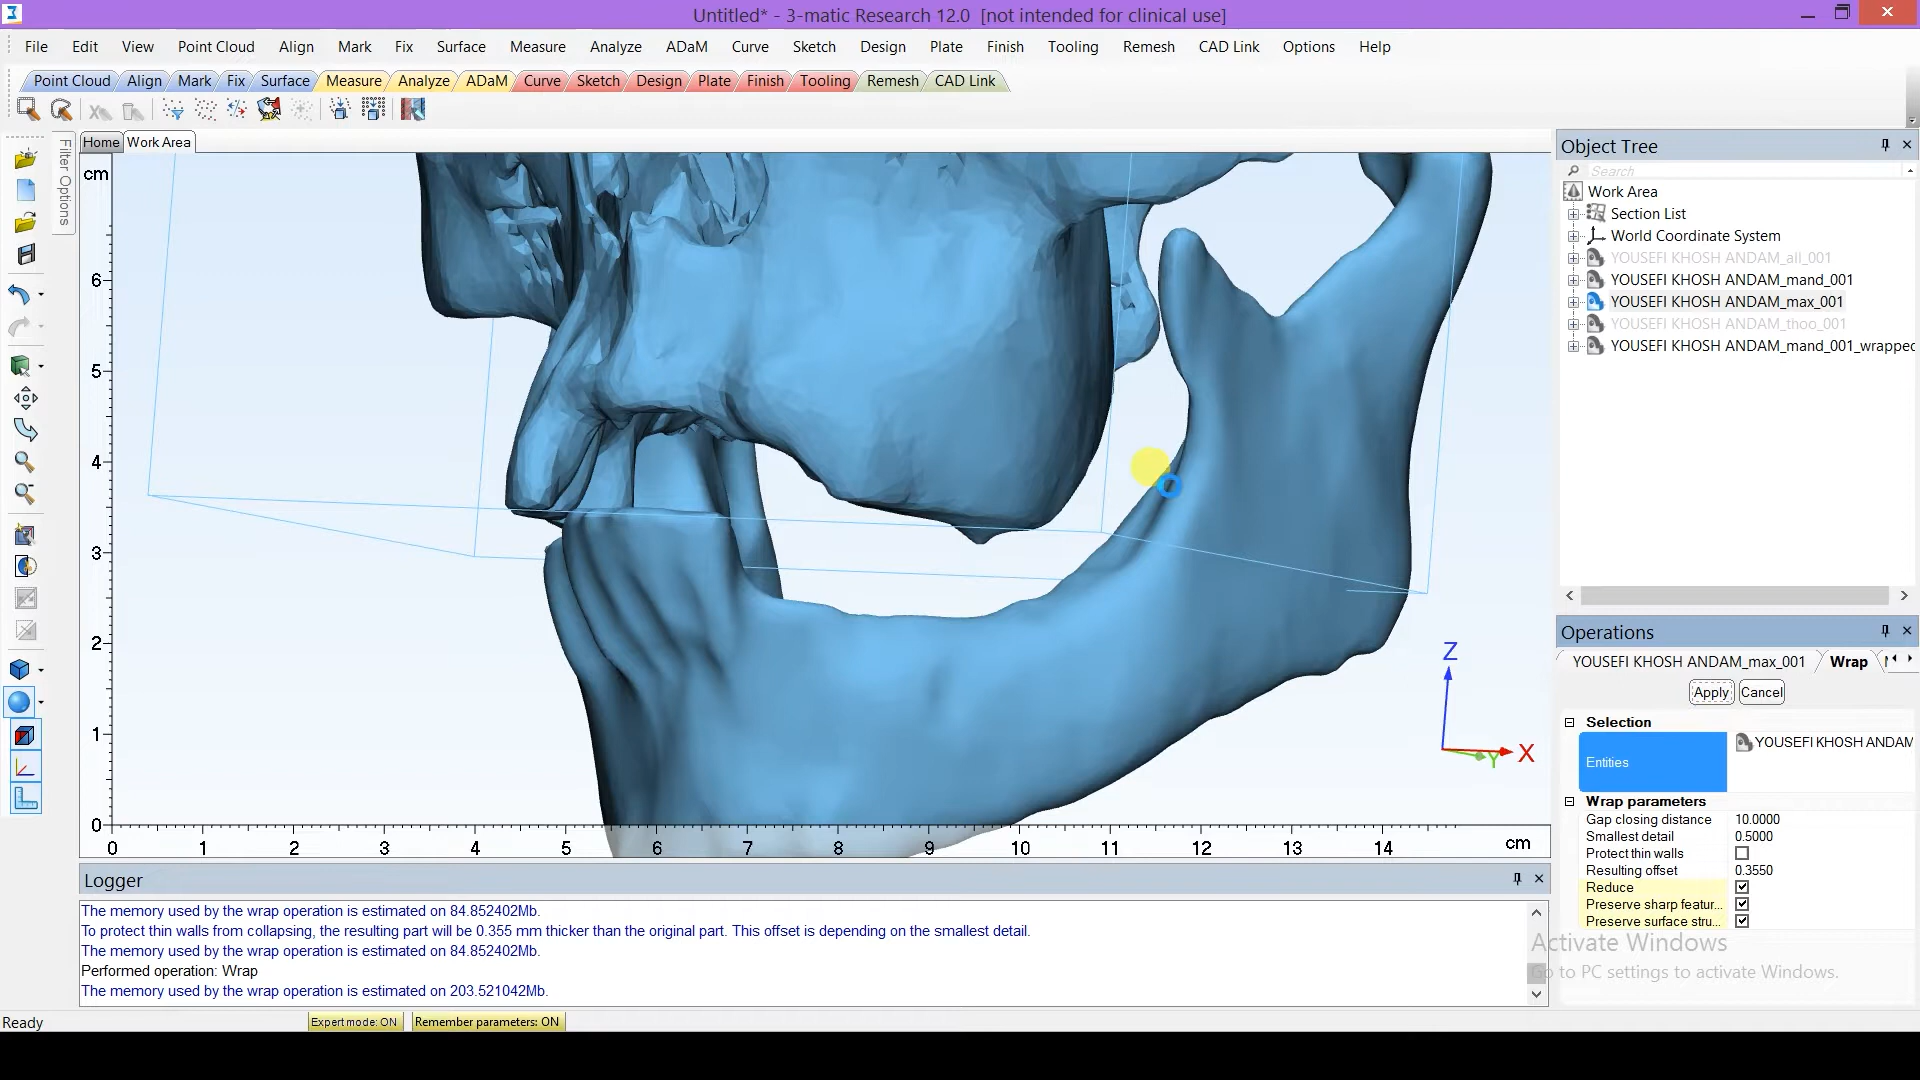 Untitled* - 3-matic Research 12.0 [not intended for clinical use]
File Edit View Point Cloud Align Mark Fix Surface Measure Analyze ADaM Curve Sketch Design Plate Finish Tooling Remesh CAD Link Options Help
Point Cloud Align Mark Fix Surface Measure Analyze ADaM Curve Sketch Design Plate Finish Tooling Remesh CAD Link
Filter Options
Home Work Area
cm
6
5
4
3
2
1
0
0 1 2 3 4 5 6 7 8 9 10 11 12 13 14 cm
Z
X
Y
Object Tree
Search
Work Area
Section List
World Coordinate System
YOUSEFI KHOSH ANDAM_all_001
YOUSEFI KHOSH ANDAM_mand_001
YOUSEFI KHOSH ANDAM_max_001
YOUSEFI KHOSH ANDAM_thoo_001
YOUSEFI KHOSH ANDAM_mand_001_wrapped
Operations
YOUSEFI KHOSH ANDAM_max_001 Wrap
Apply Cancel
Selection
Entities YOUSEFI KHOSH ANDAM
Wrap parameters
Gap closing distance 10.0000
Smallest detail 0.5000
Protect thin walls
Resulting offset 0.3550
Reduce
Preserve sharp featur...
Preserve surface stru...
Activate Windows
Go to PC settings to activate Windows.
Logger
The memory used by the wrap operation is estimated on 84.852402Mb.
To protect thin walls from collapsing, the resulting part will be 0.355 mm thicker than the original part. This offset is depending on the smallest detail.
The memory used by the wrap operation is estimated on 84.852402Mb.
Performed operation: Wrap
The memory used by the wrap operation is estimated on 203.521042Mb.
Ready Expert mode: ON Remember parameters: ON